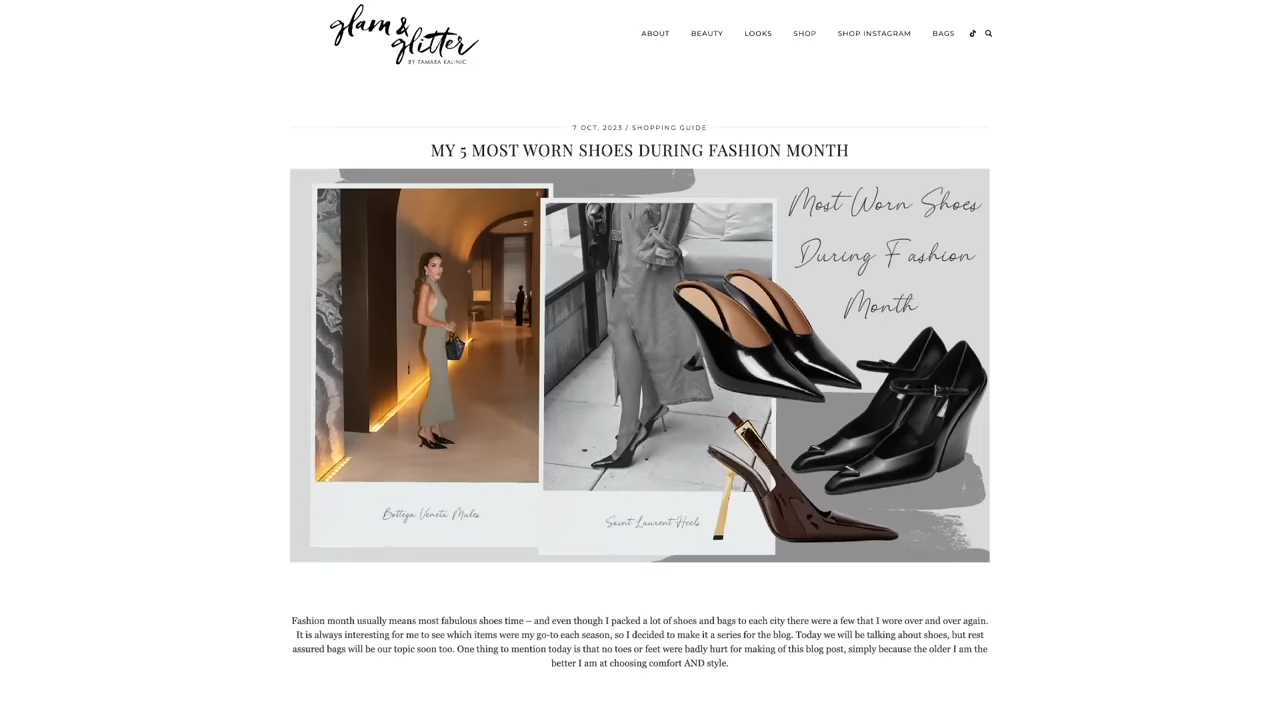 glam &
glitter
BY TAMARA KALINIC
ABOUT BEAUTY LOOKS SHOP SHOP INSTAGRAM BAGS
7 OCT, 2023 / SHOPPING GUIDE
MY 5 MOST WORN SHOES DURING FASHION MONTH
Most Worn Shoes
During Fashion
Month
Bottega Veneta Mules
Saint Laurent Heels
Fashion month usually means most fabulous shoes time – and even though I packed a lot of shoes and bags to each city there were a few that I wore over and over again.
It is always interesting for me to see which items were my go-to each season, so I decided to make it a series for the blog. Today we will be talking about shoes, but rest
assured bags will be our topic soon too. One thing to mention today is that no toes or feet were badly hurt for making of this blog post, simply because the older I am the
better I am at choosing comfort AND style.